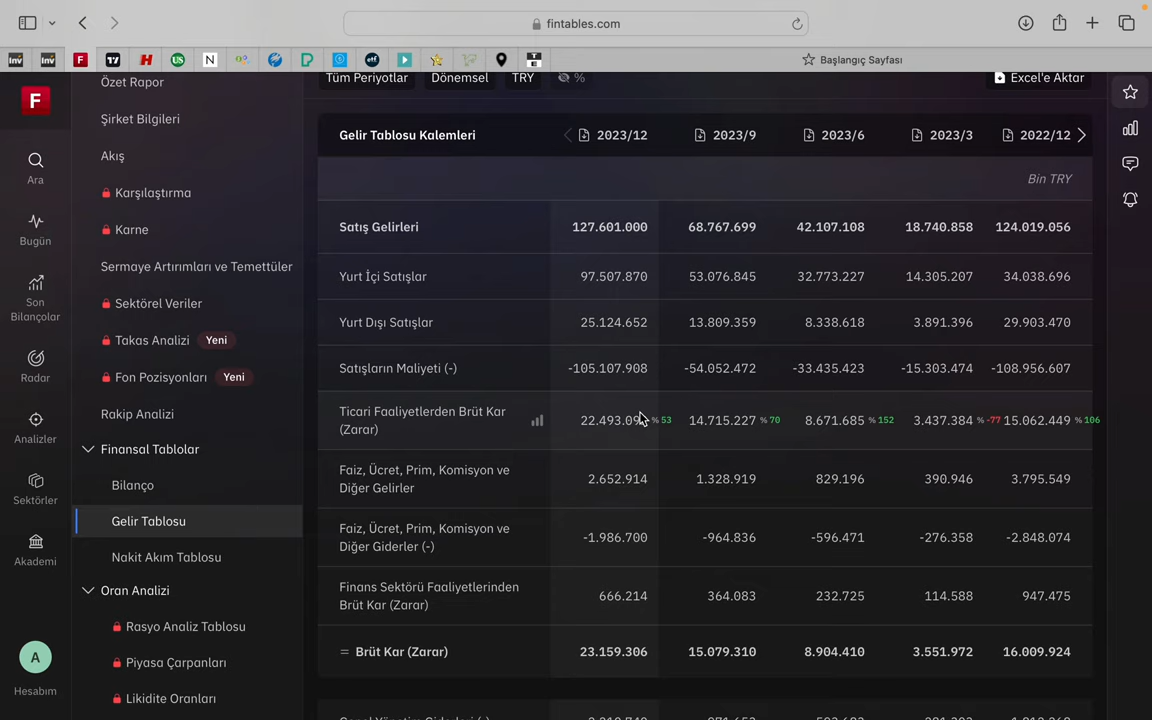 fintables.com
Inv Inv F H US N P off TE Başlangıç Sayfası
F
Ara
Bugün
Son
Bilançolar
Radar
Analizler
Sektörler
Akademi
A
Hesabım
Özet Rapor
Şirket Bilgileri
Akış
Karşılaştırma
Karne
Sermaye Artırımları ve Temettüler
Sektörel Veriler
Takas Analizi Yeni
Fon Pozisyonları Yeni
Rakip Analizi
Finansal Tablolar
Bilanço
Gelir Tablosu
Nakit Akım Tablosu
Oran Analizi
Rasyo Analiz Tablosu
Piyasa Çarpanları
Likidite Oranları
Tüm Periyotlar Dönemsel TRY % Excel'e Aktar
Gelir Tablosu Kalemleri 2023/12 2023/9 2023/6 2023/3 2022/12
Bin TRY
Satış Gelirleri 127.601.000 68.767.699 42.107.108 18.740.858 124.019.056
Yurt İçi Satışlar 97.507.870 53.076.845 32.773.227 14.305.207 34.038.696
Yurt Dışı Satışlar 25.124.652 13.809.359 8.338.618 3.891.396 29.903.470
Satışların Maliyeti (-) -105.107.908 -54.052.472 -33.435.423 -15.303.474 -108.956.607
Ticari Faaliyetlerden Brüt Kar
(Zarar) 22.493.09 %53 14.715.227 %70 8.671.685 %152 3.437.384 %-77 15.062.449 %106
Faiz, Ücret, Prim, Komisyon ve
Diğer Gelirler 2.652.914 1.328.919 829.196 390.946 3.795.549
Faiz, Ücret, Prim, Komisyon ve
Diğer Giderler (-) -1.986.700 -964.836 -596.471 -276.358 -2.848.074
Finans Sektörü Faaliyetlerinden
Brüt Kar (Zarar) 666.214 364.083 232.725 114.588 947.475
= Brüt Kar (Zarar) 23.159.306 15.079.310 8.904.410 3.551.972 16.009.924